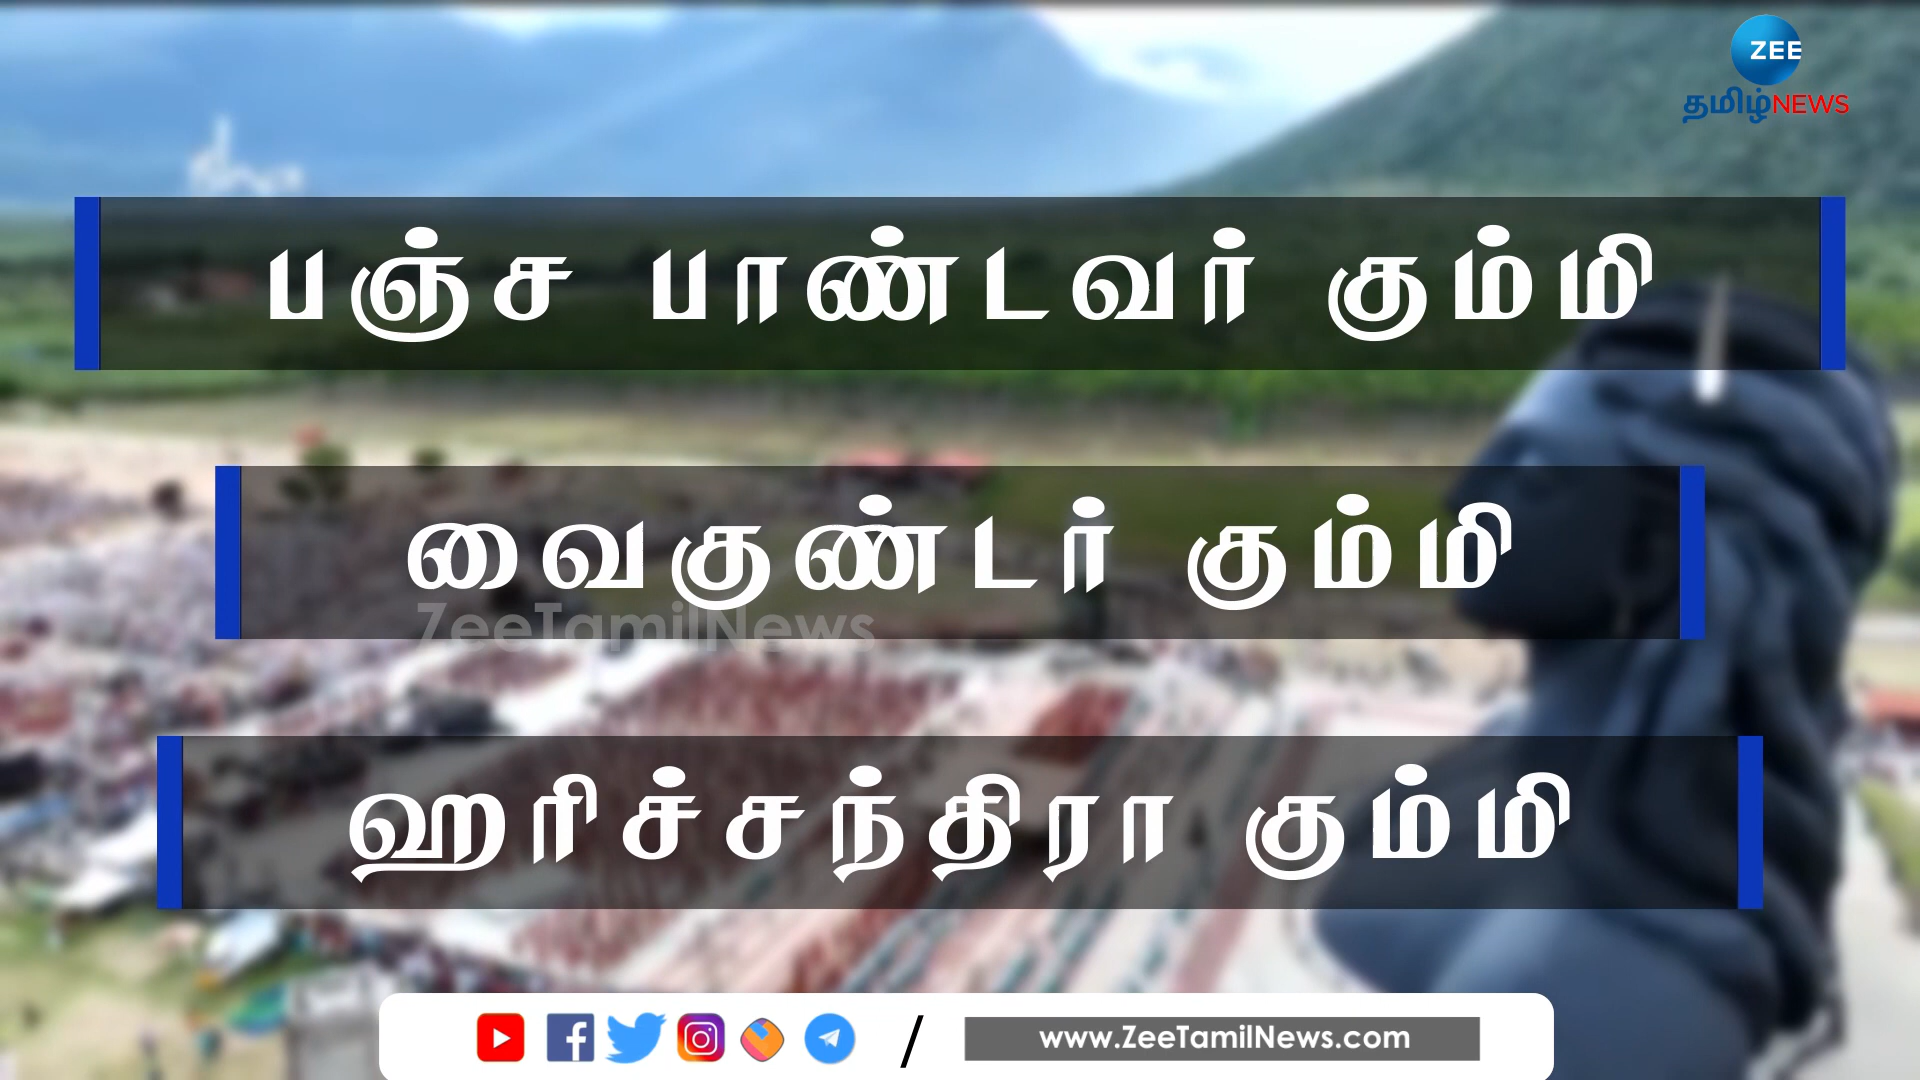 ZEE
தமிழ்NEWS
பஞ்ச பாண்டவர் கும்மி
வைகுண்டர் கும்மி
ZeeTamilNews
ஹரிச்சந்திரா கும்மி
/ www.ZeeTamilNews.com